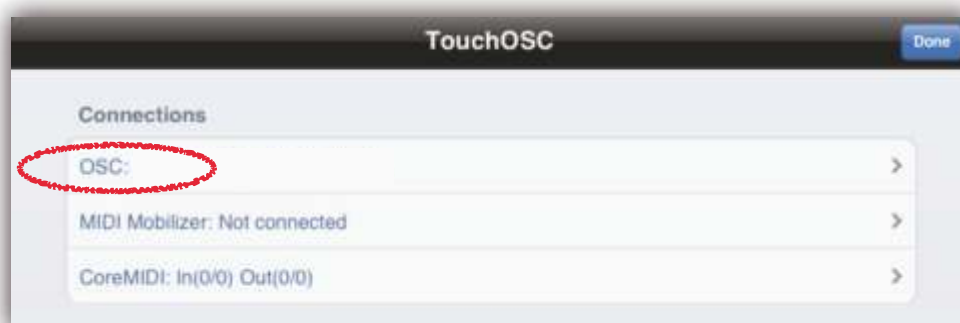 TouchOSC
Done
Connections
OSC:
MIDI Mobilizer: Not connected
CoreMIDI: In(0/0) Out(0/0)